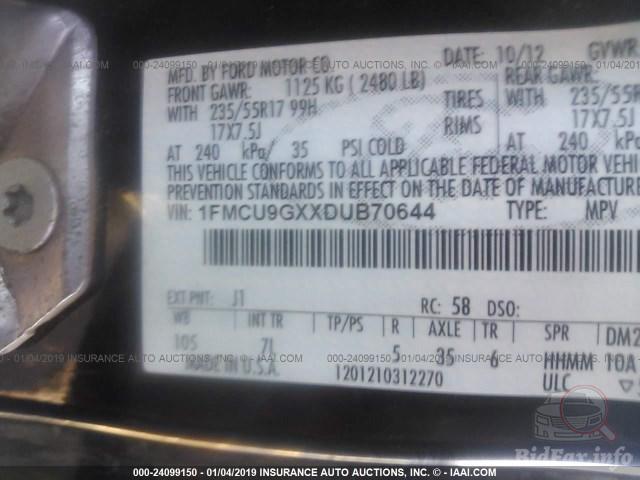 000-24099150 - 01/04/2019 INSURANCE AUTO AUCTIONS, INC. - © IAAI.COM
DATE: 10/12 GVWR
MFD. BY FORD MOTOR CO.
FRONT GAWR: 1125 KG ( 2480 LB) REAR GAWR:
WITH 235/55R17 99H TIRES WITH 235/55R
17X7.5J RIMS 17X7.5J
AT 240 kPa/ 35 PSI COLD AT 240 kPa/
THIS VEHICLE CONFORMS TO ALL APPLICABLE FEDERAL MOTOR VEHI
PREVENTION STANDARDS IN EFFECT ON THE DATE OF MANUFACTURE
VIN: 1FMCU9GXXDUB70644 TYPE: MPV
EXT PNT: J1 RC: 58 DSO:
WB INT TR TP/PS R AXLE TR SPR DM2
105 7L 5 35 6 HHMM 10A
MADE IN U.S.A. 1201210312270 ULC
BidFax.info
000-24099150 - 01/04/2019 INSURANCE AUTO AUCTIONS, INC. - © IAAI.COM